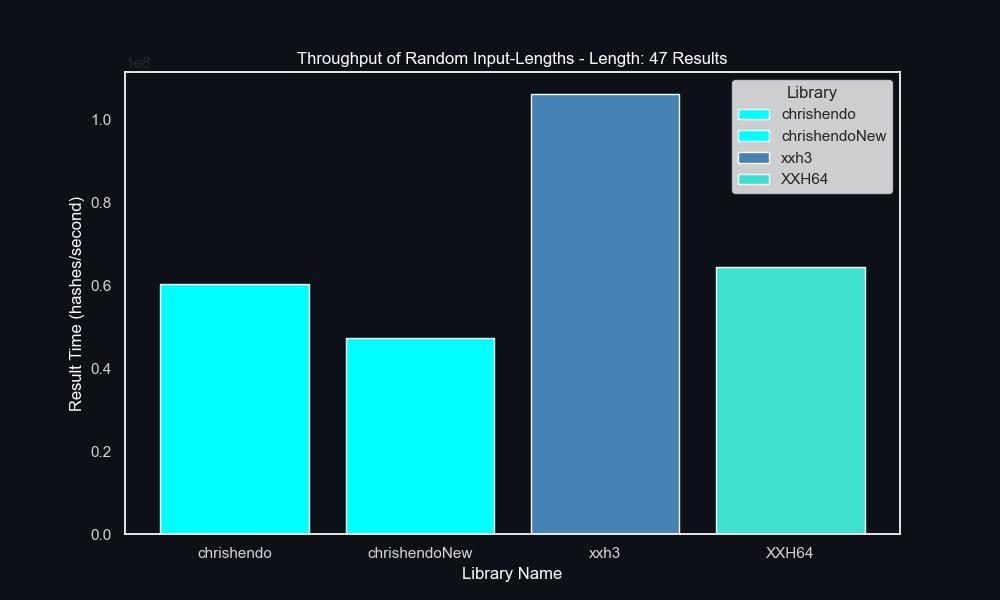 Throughput of Random Input-Lengths - Length: 47 Results
1e8
Library
chrishendo
chrishendoNew
xxh3
XXH64
1.0
0.8
0.6
0.4
0.2
0.0
Result Time (hashes/second)
chrishendo
chrishendoNew
xxh3
XXH64
Library Name